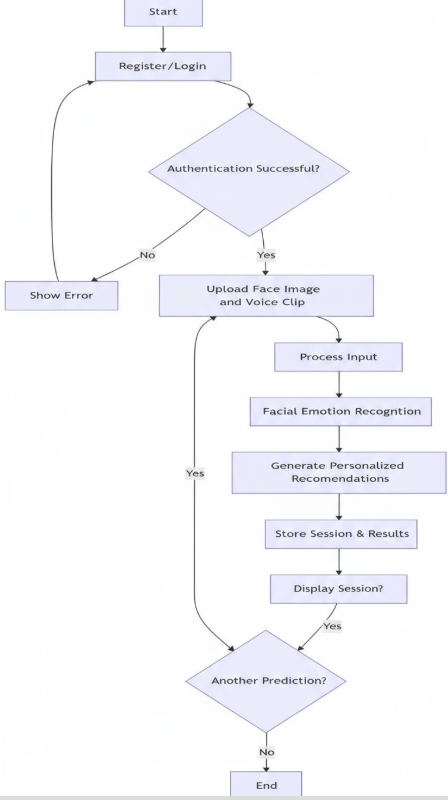 Start
Register/Login
Authentication Successful?
No
Yes
Show Error
Upload Face Image
and Voice Clip
Process Input
Facial Emotion Recogntion
Yes
Generate Personalized
Recomendations
Store Session & Results
Display Session?
Yes
Another Prediction?
No
End